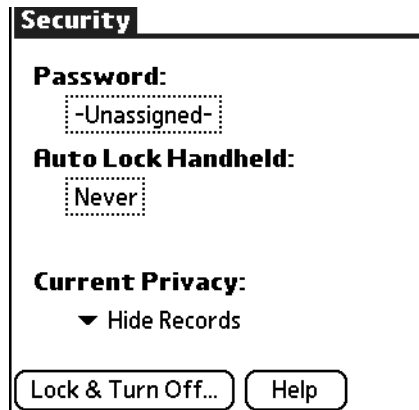 Security
Password:
-Unassigned-
Auto Lock Handheld:
Never
Current Privacy:
Hide Records
Lock & Turn Off... Help